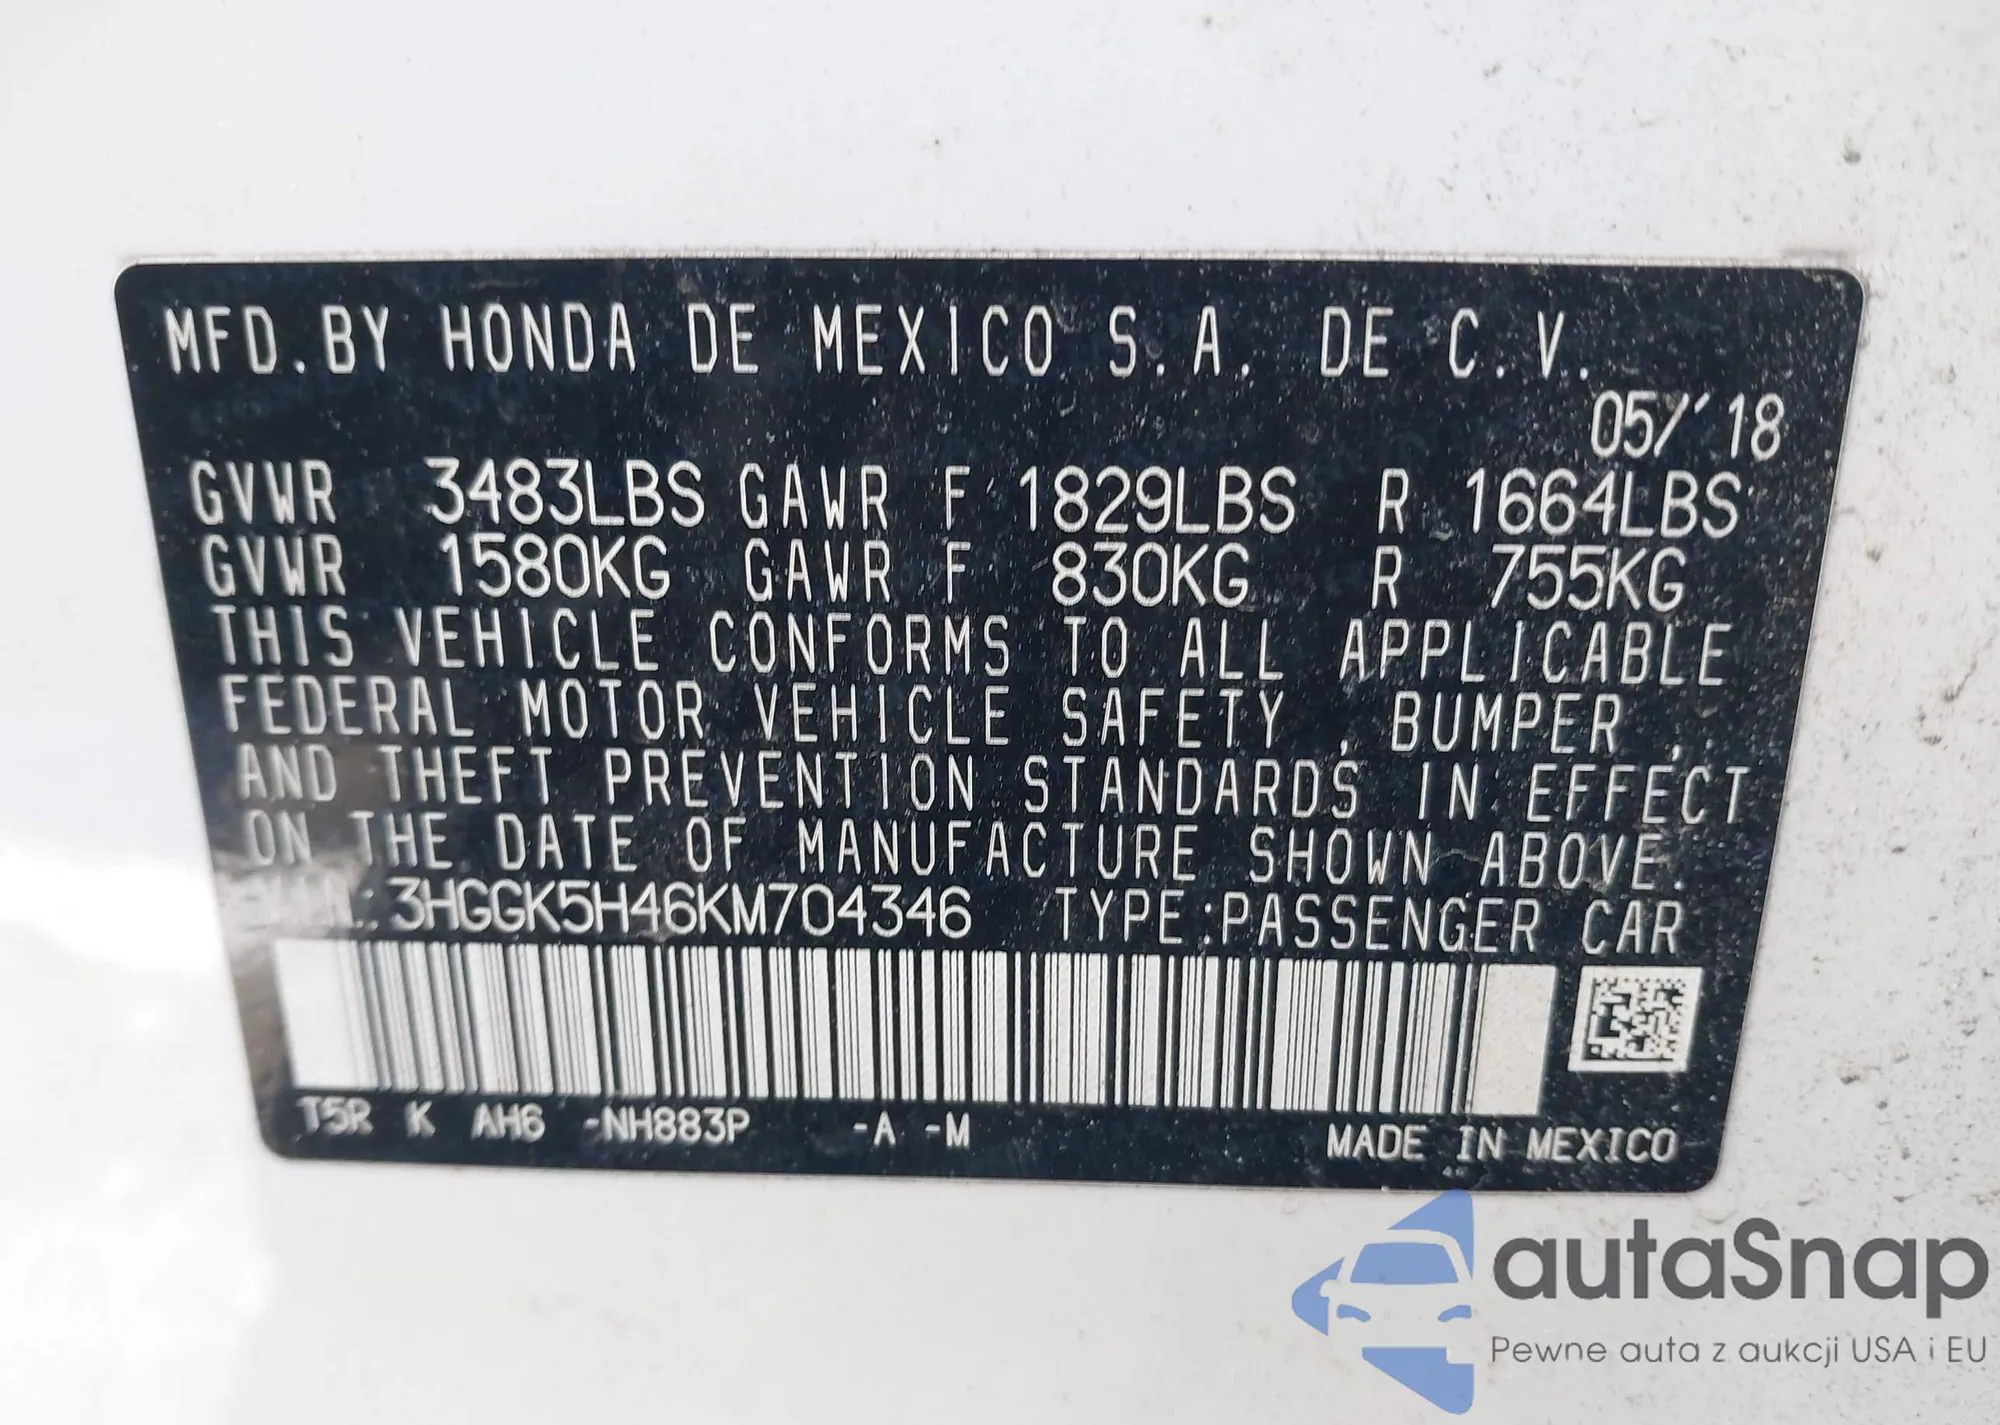 MFD.BY HONDA DE MEXICO S.A. DE C.V.
05/'18
GVWR 3483LBS GAWR F 1829LBS R 1664LBS
GVWR 1580KG GAWR F 830KG R 755KG
THIS VEHICLE CONFORMS TO ALL APPLICABLE
FEDERAL MOTOR VEHICLE SAFETY , BUMPER ,
AND THEFT PREVENTION STANDARDS IN EFFECT
ON THE DATE OF MANUFACTURE SHOWN ABOVE.
3HGGK5H46KM704346 TYPE:PASSENGER CAR
T5R K AH6 -NH883P -A -M
MADE IN MEXICO
autaSnap
Pewne auta z aukcji USA i EU